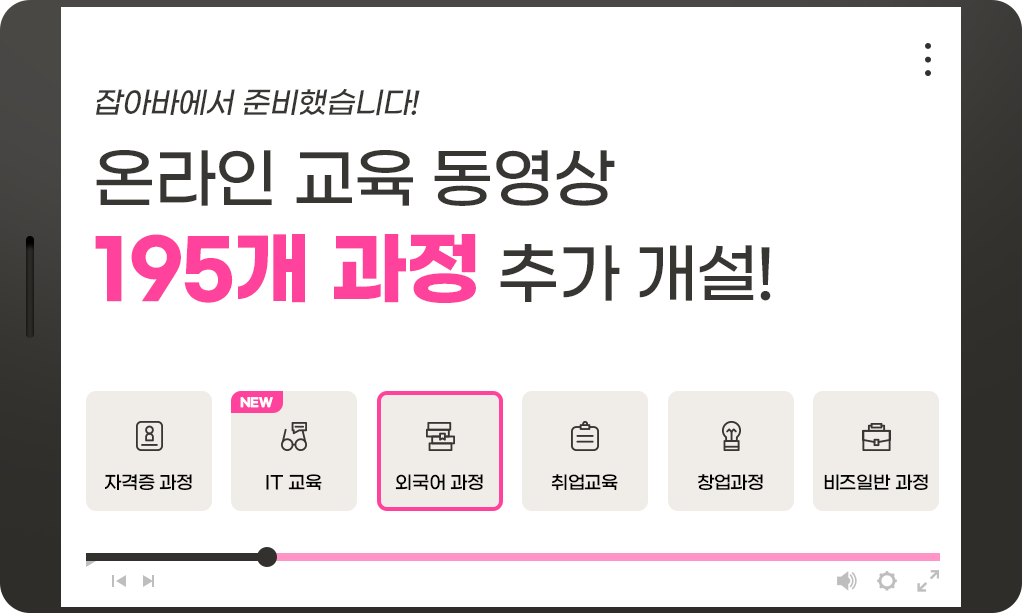 잡아바에서 준비했습니다!
온라인 교육 동영상
195개 과정 추가 개설!
NEW
자격증 과정
IT 교육
외국어 과정
취업교육
창업과정
비즈일반 과정